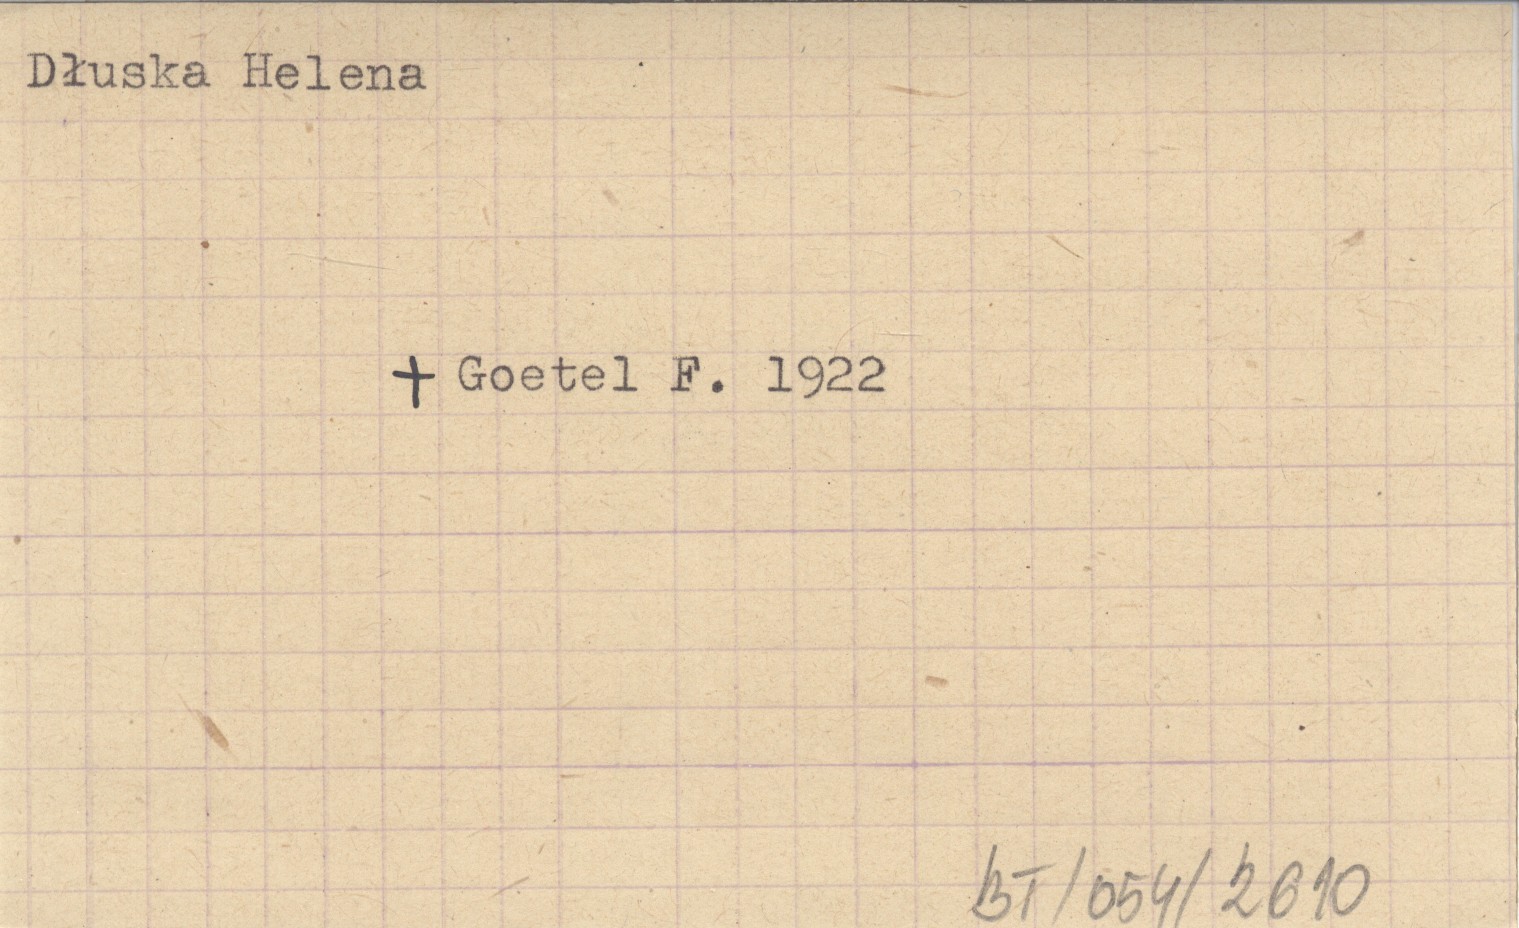 Dłuska Helena
+ Goetel F. 1922
BT/054/2610